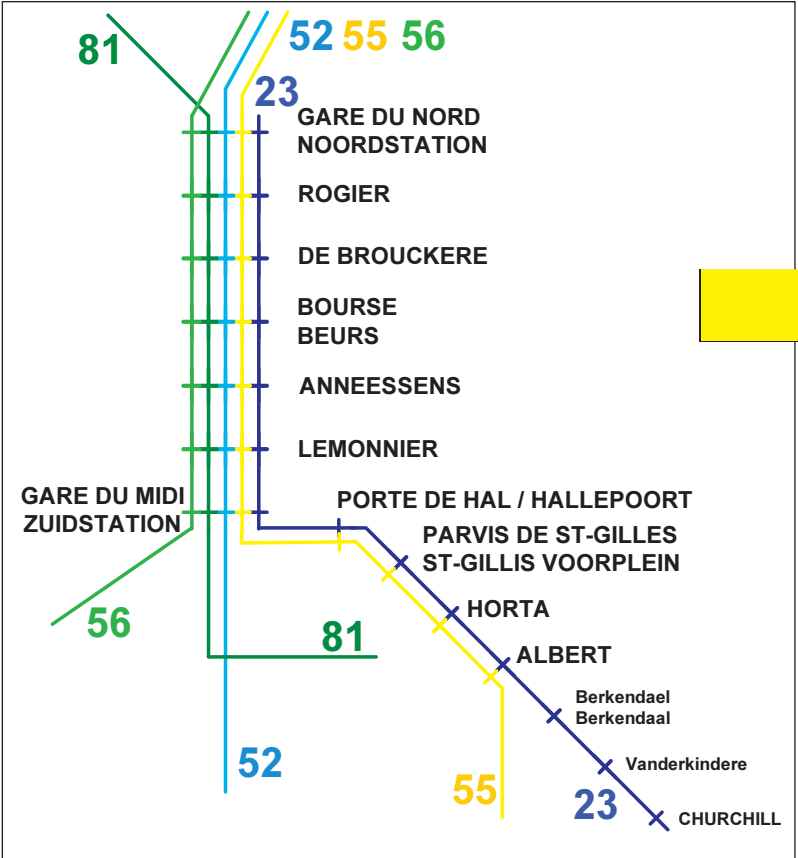 81
52 55 56
23
GARE DU NORD
NOORDSTATION
ROGIER
DE BROUCKERE
BOURSE
BEURS
ANNEESSENS
LEMONNIER
GARE DU MIDI
ZUIDSTATION
PORTE DE HAL / HALLEPOORT
PARVIS DE ST-GILLES
ST-GILLIS VOORPLEIN
HORTA
56
81
ALBERT
Berkendael
Berkendaal
52
Vanderkindere
55
23
CHURCHILL